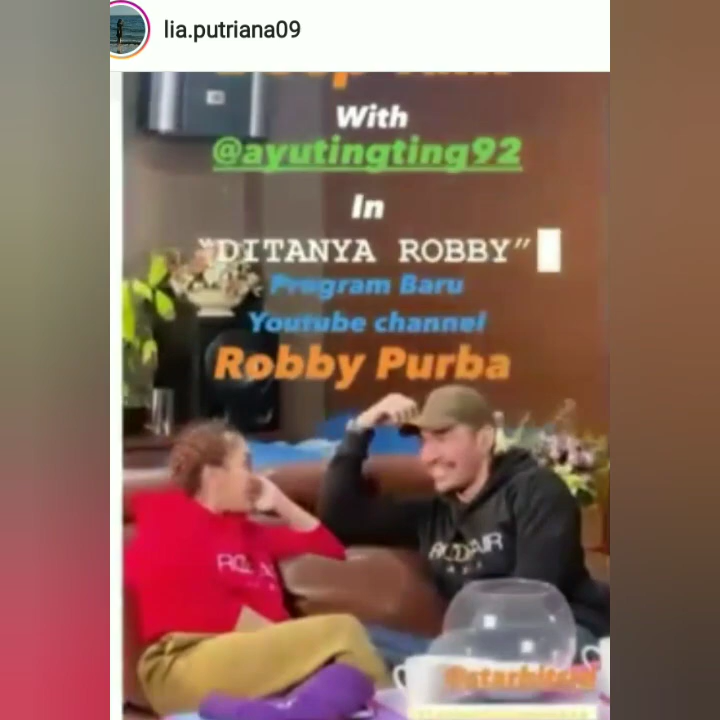 lia.putriana09
With
@ayutingting92
In
"DITANYA ROBBY"
Program Baru
Youtube channel
Robby Purba